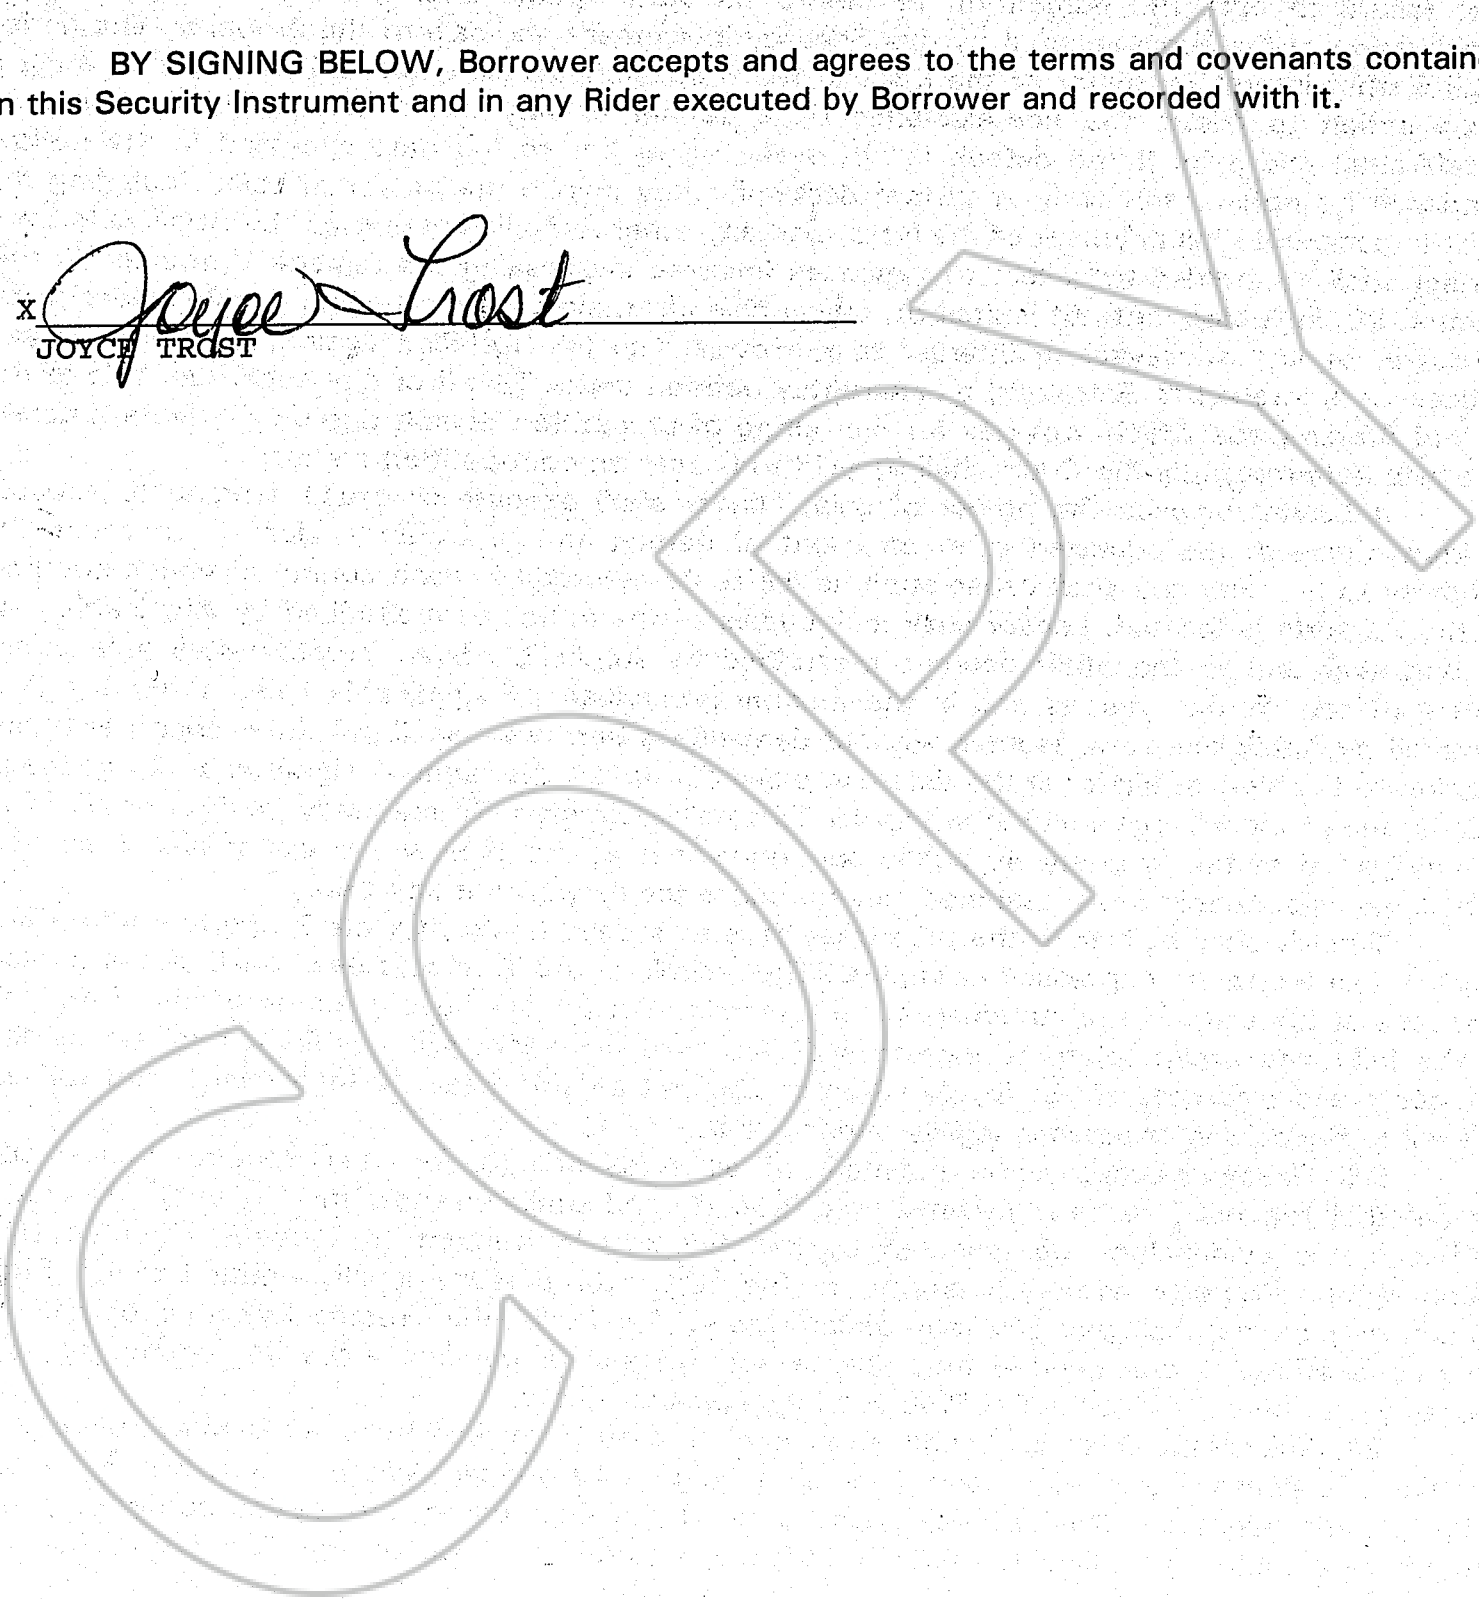 BY SIGNING BELOW, Borrower accepts and agrees to the terms and covenants contain
n this Security Instrument and in any Rider executed by Borrower and recorded with it.
x Joyce Trost
JOYCE TROST
COPY